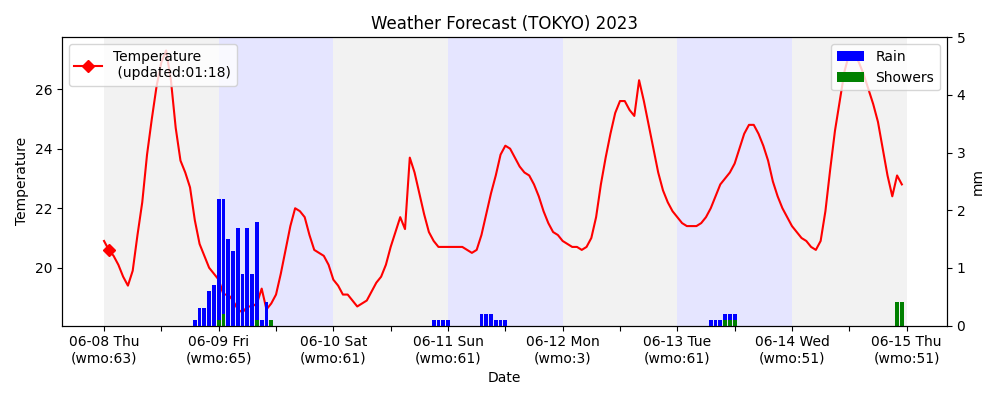 Weather Forecast (TOKYO) 2023
Temperature
(updated:01:18)
Rain
Showers
Temperature
26
24
22
20
5
4
3
2
1
0
mm
06-08 Thu
(wmo:63)
06-09 Fri
(wmo:65)
06-10 Sat
(wmo:61)
06-11 Sun
(wmo:61)
06-12 Mon
(wmo:3)
06-13 Tue
(wmo:61)
06-14 Wed
(wmo:51)
06-15 Thu
(wmo:51)
Date